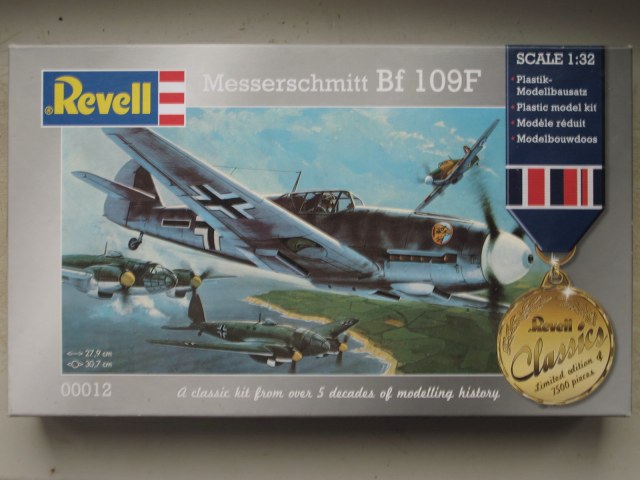 ®Revell
Messerschmitt Bf 109F
SCALE 1:32
• Plastik-
Modellbausatz
• Plastic model kit
• Modèle réduit
• Modelbouwdoos
27,9 cm
30,7 cm
00012
A classic kit from over 5 decades of modelling history.
Revell
Classics
Limited edition of
7500 pieces